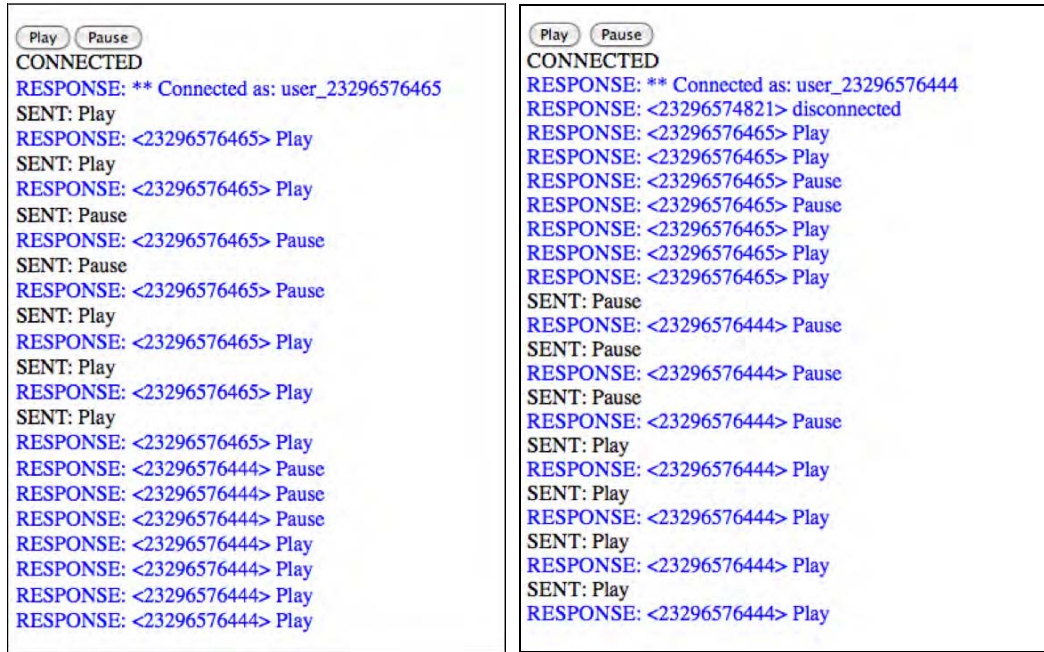 Play Pause
CONNECTED
RESPONSE: ** Connected as: user_23296576465
SENT: Play
RESPONSE: <23296576465> Play
SENT: Play
RESPONSE: <23296576465> Play
SENT: Pause
RESPONSE: <23296576465> Pause
SENT: Pause
RESPONSE: <23296576465> Pause
SENT: Play
RESPONSE: <23296576465> Play
SENT: Play
RESPONSE: <23296576465> Play
SENT: Play
RESPONSE: <23296576465> Play
RESPONSE: <23296576444> Pause
RESPONSE: <23296576444> Pause
RESPONSE: <23296576444> Pause
RESPONSE: <23296576444> Play
RESPONSE: <23296576444> Play
RESPONSE: <23296576444> Play
RESPONSE: <23296576444> Play
Play Pause
CONNECTED
RESPONSE: ** Connected as: user_23296576444
RESPONSE: <23296574821> disconnected
RESPONSE: <23296576465> Play
RESPONSE: <23296576465> Play
RESPONSE: <23296576465> Pause
RESPONSE: <23296576465> Pause
RESPONSE: <23296576465> Play
RESPONSE: <23296576465> Play
RESPONSE: <23296576465> Play
SENT: Pause
RESPONSE: <23296576444> Pause
SENT: Pause
RESPONSE: <23296576444> Pause
SENT: Pause
RESPONSE: <23296576444> Pause
SENT: Play
RESPONSE: <23296576444> Play
SENT: Play
RESPONSE: <23296576444> Play
SENT: Play
RESPONSE: <23296576444> Play
SENT: Play
RESPONSE: <23296576444> Play